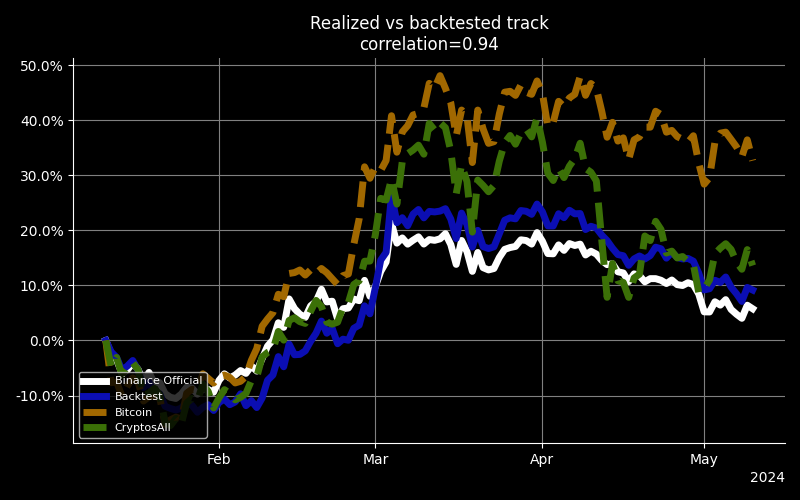 Realized vs backtested track
correlation=0.94
50.0%
40.0%
30.0%
20.0%
10.0%
0.0%
-10.0%
Binance Official
Backtest
Bitcoin
CryptosAll
Feb
Mar
Apr
May
2024